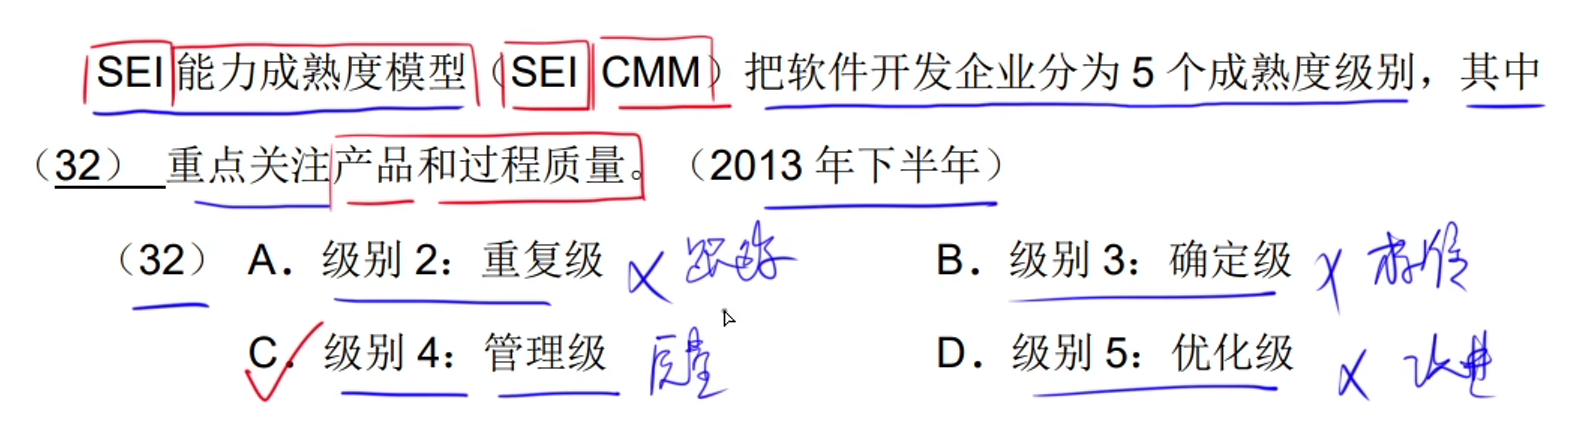 SEI能力成熟度模型（SEI CMM）把软件开发企业分为 5 个成熟度级别，其中
（32） 重点关注产品和过程质量。（2013 年下半年）
（32） A．级别 2：重复级 × 跟踪 B．级别 3：确定级 × 标准
C．级别 4：管理级 质量 D．级别 5：优化级 × 改进